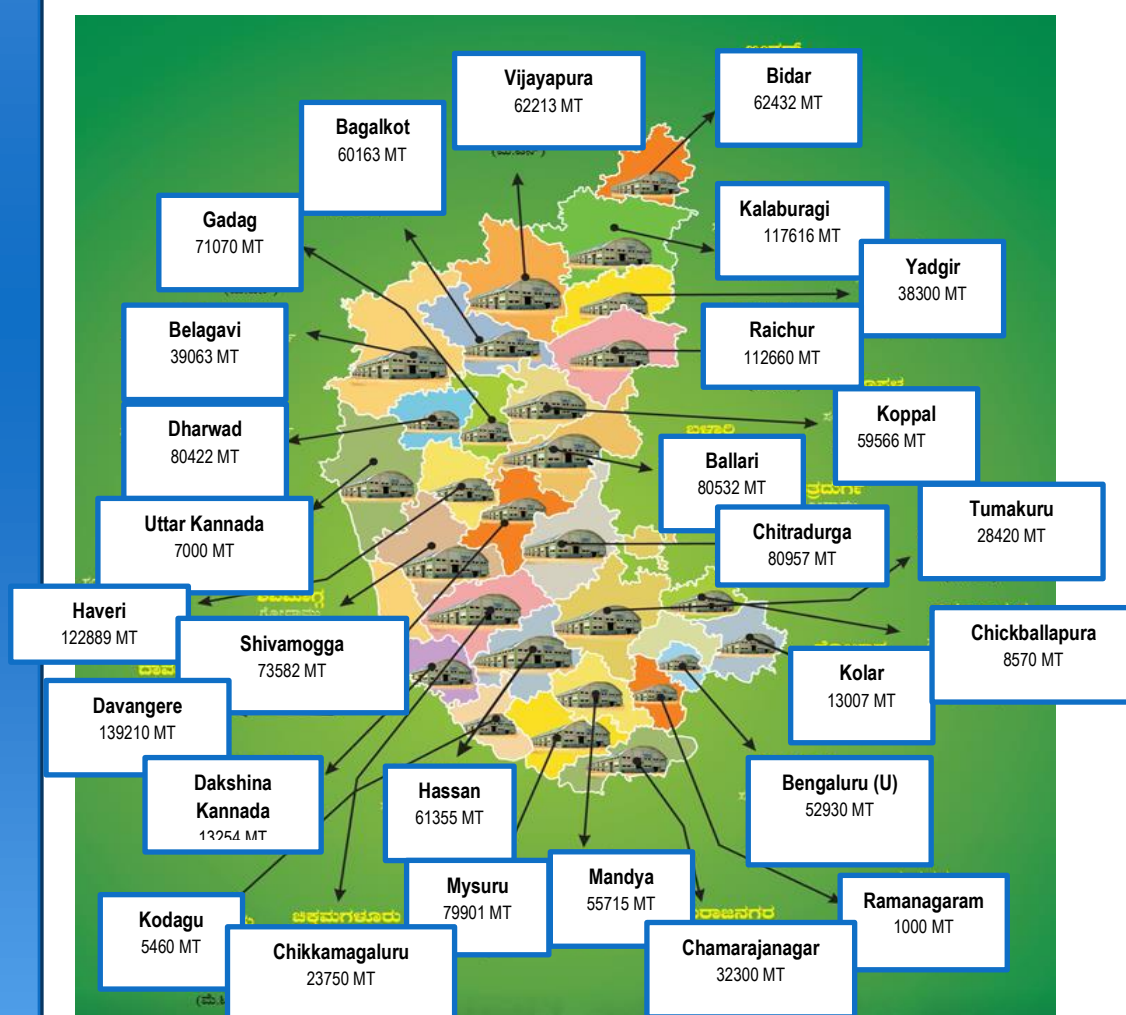 Vijayapura
62213 MT
Bidar
62432 MT
Bagalkot
60163 MT
Gadag
71070 MT
Kalaburagi
117616 MT
Yadgir
38300 MT
Belagavi
39063 MT
Raichur
112660 MT
Dharwad
80422 MT
Koppal
59566 MT
ಬಳ್ಳಾರಿ
Ballari
80532 MT
Uttar Kannada
7000 MT
Chitradurga
80957 MT
Tumakuru
28420 MT
Haveri
122889 MT
Shivamogga
73582 MT
Chickballapura
8570 MT
Kolar
13007 MT
Davangere
139210 MT
Dakshina
Kannada
13254 MT
Hassan
61355 MT
Bengaluru (U)
52930 MT
Mysuru
79901 MT
Mandya
55715 MT
Ramanagaram
1000 MT
Kodagu
5460 MT
ಚಿಕ್ಕಮಗಳೂರು
Chikkamagaluru
23750 MT
Chamarajanagar
32300 MT